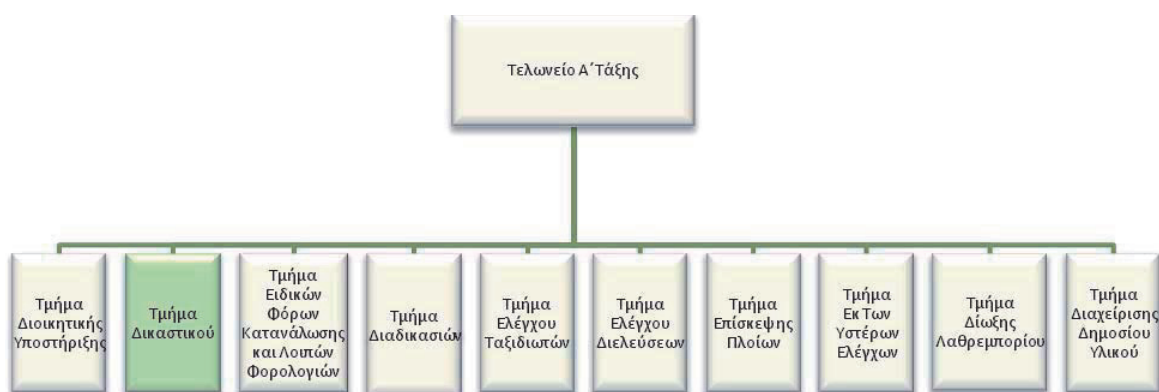 Τελωνείο Α΄ Τάξης
Τμήμα
Διοικητικής
Υποστήριξης
Τμήμα
Δικαστικού
Τμήμα
Ειδικών
Φόρων
Κατανάλωσης
και Λοιπών
Φορολογιών
Τμήμα
Διαδικασιών
Τμήμα
Ελέγχου
Ταξιδιωτών
Τμήμα
Ελέγχου
Διελεύσεων
Τμήμα
Επίσκεψης
Πλοίων
Τμήμα
Εκ Των
Υστέρων
Ελέγχων
Τμήμα
Δίωξης
Λαθρεμπορίου
Τμήμα
Διαχείρισης
Δημοσίου
Υλικού